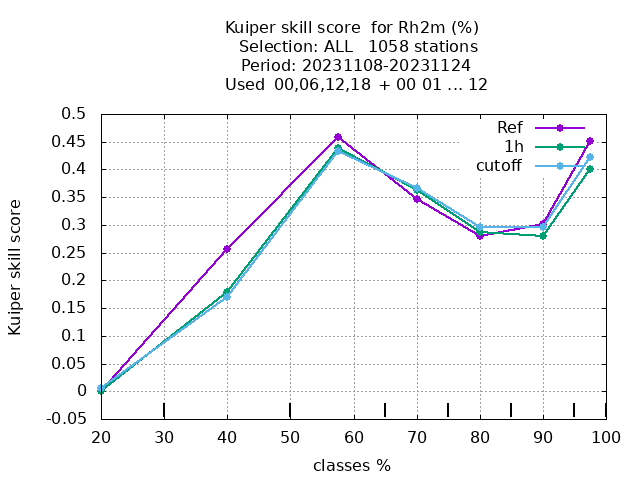 Kuiper skill score  for Rh2m (%)
Selection: ALL   1058 stations
Period: 20231108-20231124
Used  00,06,12,18 + 00 01 ... 12
Ref
1h
cutoff
0.5
0.45
0.4
0.35
0.3
0.25
0.2
0.15
0.1
0.05
0
-0.05
Kuiper skill score
20 30 40 50 60 70 80 90 100
classes %